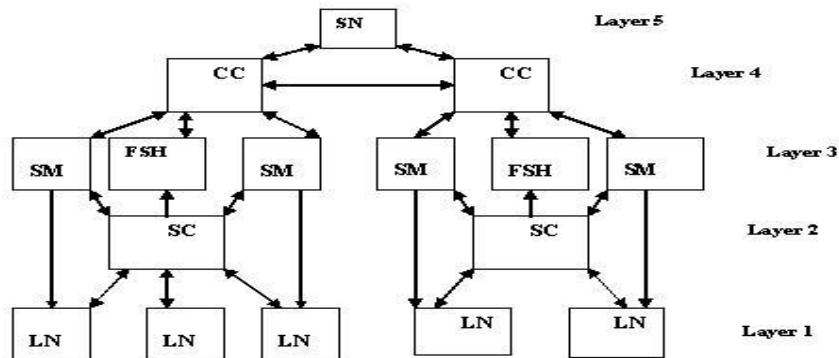 SN Layer 5
CC CC Layer 4
SM FSH SM SM FSH SM Layer 3
SC SC Layer 2
LN LN LN LN LN Layer 1